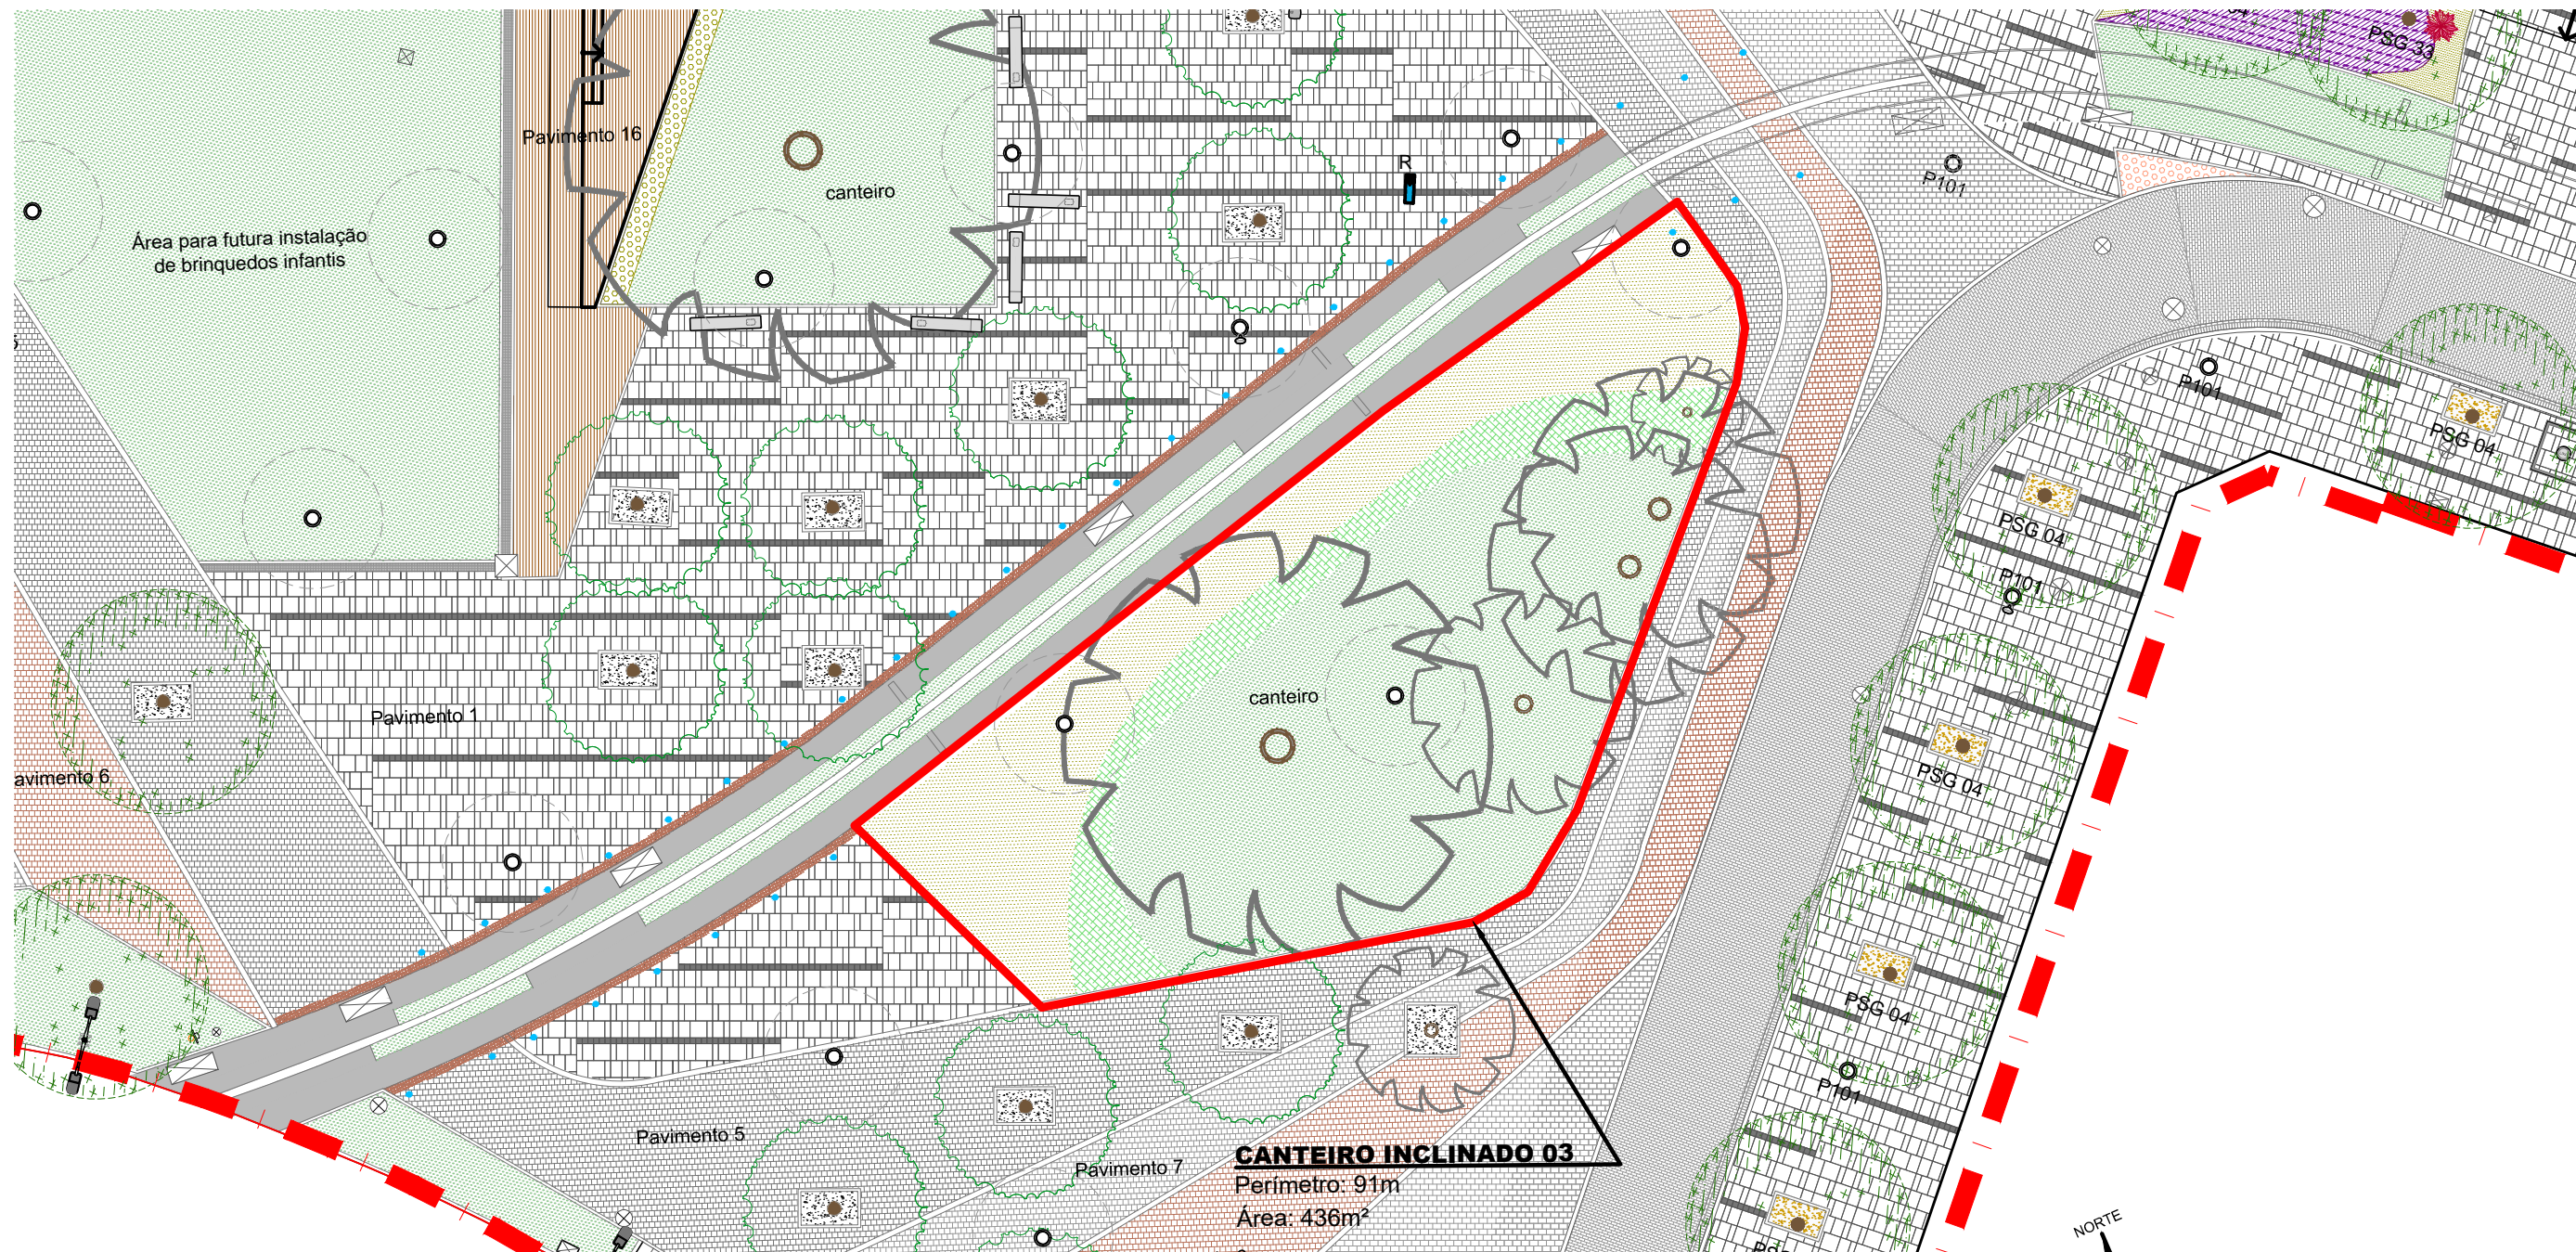 PSG 33
Pavimento 16
R
P101
canteiro
Área para futura instalação
de brinquedos infantis
P101
PSG 04
PSG 04
P101
canteiro
Pavimento 1
avimento 6
PSG 04
PSG 04
P101
Pavimento 5
Pavimento 7
CANTEIRO INCLINADO 03
Perímetro: 91m
Área: 436m²
NORTE